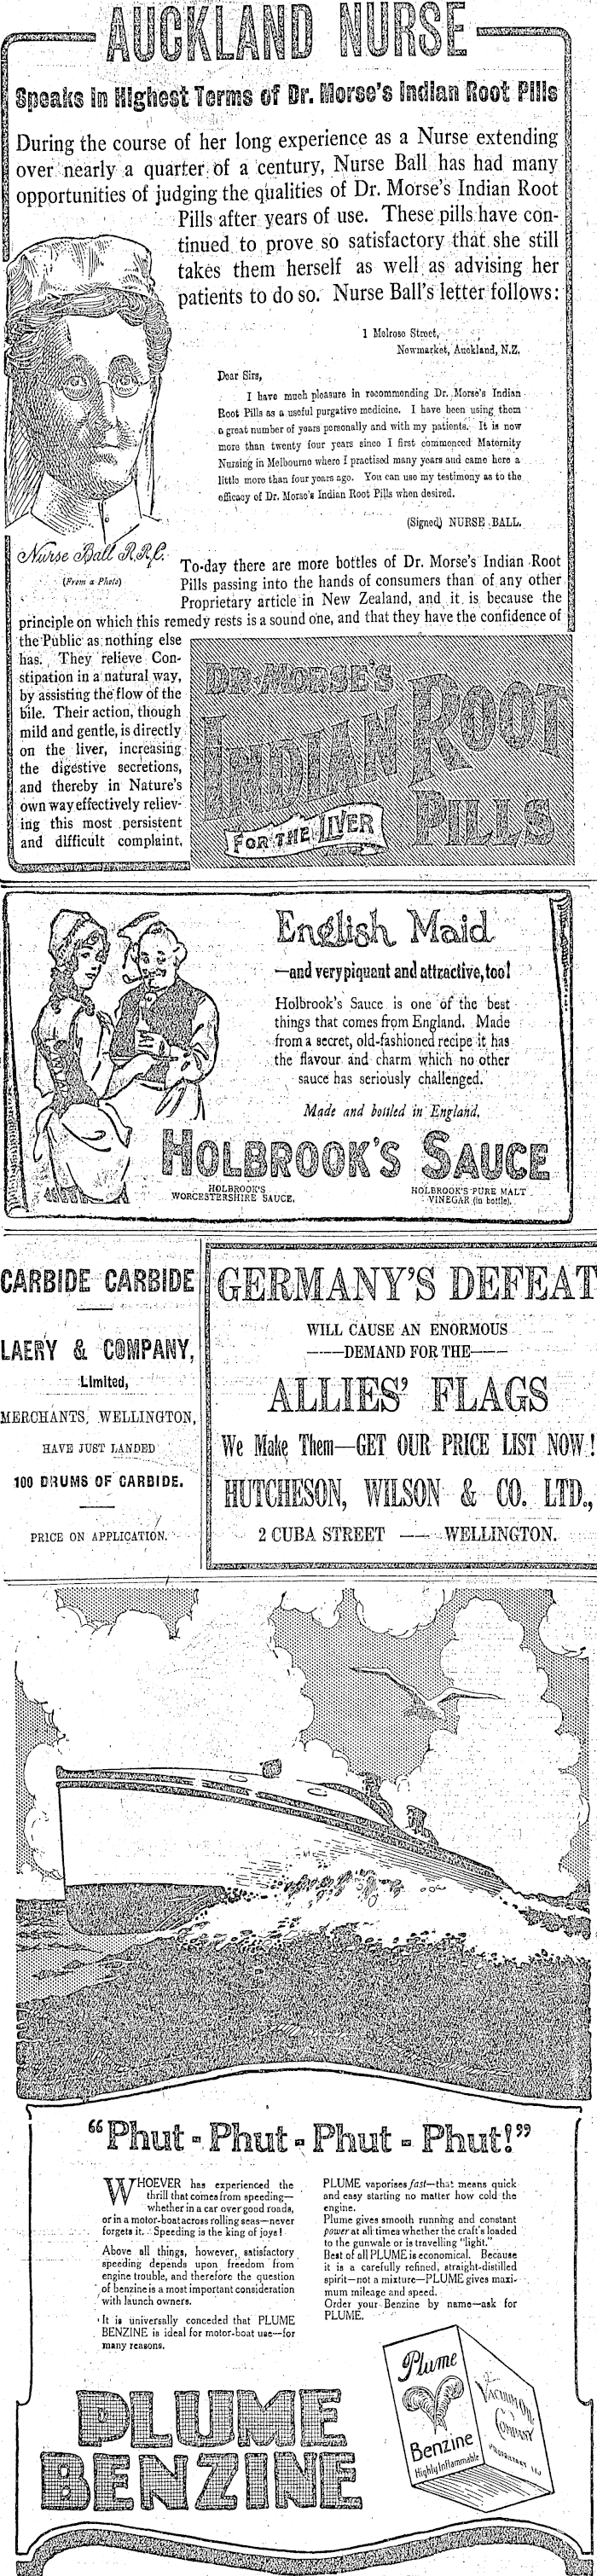 AUCKLAND NURSE
Speaks in Highest Terms of Dr. Morse's Indian Root Pills
During the course of her long experience as a Nurse extending
over nearly a quarter of a century, Nurse Ball has had many
opportunities of judging the qualities of Dr. Morse's Indian Root
Pills after years of use. These pills have con-
tinued to prove so satisfactory that she still
takes them herself as well as advising her
patients to do so. Nurse Ball's letter follows:
1 Melrose Street,
Newmarket, Auckland, N.Z.
Dear Sirs,
I have much pleasure in recommending Dr. Morse's Indian
Root Pills as a useful purgative medicine. I have been using them
a great number of years personally and with my patients. It is now
more than twenty four years since I first commenced Maternity
Nursing in Melbourne where I practised many years and came here a
little more than four years ago. You can use my testimony as to the
efficacy of Dr. Morse's Indian Root Pills when desired.
(Signed) NURSE BALL.
Nurse Ball
(From a Photo)
To-day there are more bottles of Dr. Morse's Indian Root
Pills passing into the hands of consumers than of any other
Proprietary article in New Zealand, and it is because the
principle on which this remedy rests is a sound one, and that they have the confidence of
the Public as nothing else
has. They relieve Con-
stipation in a natural way,
by assisting the flow of the
bile. Their action, though
mild and gentle, is directly
on the liver, increasing
the digestive secretions,
and thereby in Nature's
own way effectively reliev-
ing this most persistent
and difficult complaint.
DR. MORSE'S
INDIAN ROOT
PILLS
FOR THE LIVER
English Maid
—and very piquant and attractive, too!
Holbrook's Sauce is one of the best
things that comes from England. Made
from a secret, old-fashioned recipe it has
the flavour and charm which no other
sauce has seriously challenged.
Made and bottled in England.
HOLBROOK'S SAUCE
HOLBROOK'S
WORCESTERSHIRE SAUCE.
HOLBROOK'S PURE MALT
VINEGAR (in bottle).
CARBIDE CARBIDE
LAERY & COMPANY,
Limited,
MERCHANTS, WELLINGTON,
HAVE JUST LANDED
100 DRUMS OF CARBIDE.
PRICE ON APPLICATION.
GERMANY'S DEFEAT
WILL CAUSE AN ENORMOUS
——DEMAND FOR THE——
ALLIES' FLAGS
We Make Them—GET OUR PRICE LIST NOW!
HUTCHESON, WILSON & CO. LTD.,
2 CUBA STREET —— WELLINGTON.
"Phut - Phut - Phut - Phut!"
WHOEVER has experienced the
thrill that comes from speeding—
whether in a car over good roads,
or in a motor-boat across rolling seas—never
forgets it. Speeding is the king of joys!
Above all things, however, satisfactory
speeding depends upon freedom from
engine trouble, and therefore the question
of benzine is a most important consideration
with launch owners.
It is universally conceded that PLUME
BENZINE is ideal for motor-boat use—for
many reasons.
PLUME vaporises fast—that means quick
and easy starting no matter how cold the
engine.
Plume gives smooth running and constant
power at all times whether the craft's loaded
to the gunwale or is travelling "light."
Best of all PLUME is economical. Because
it is a carefully refined, straight-distilled
spirit—not a mixture—PLUME gives maxi-
mum mileage and speed.
Order your Benzine by name—ask for
PLUME.
PLUME
BENZINE
Plume
Benzine
Highly Inflammable
VACUUM OIL
COMPANY
PROPRIETARY LTD